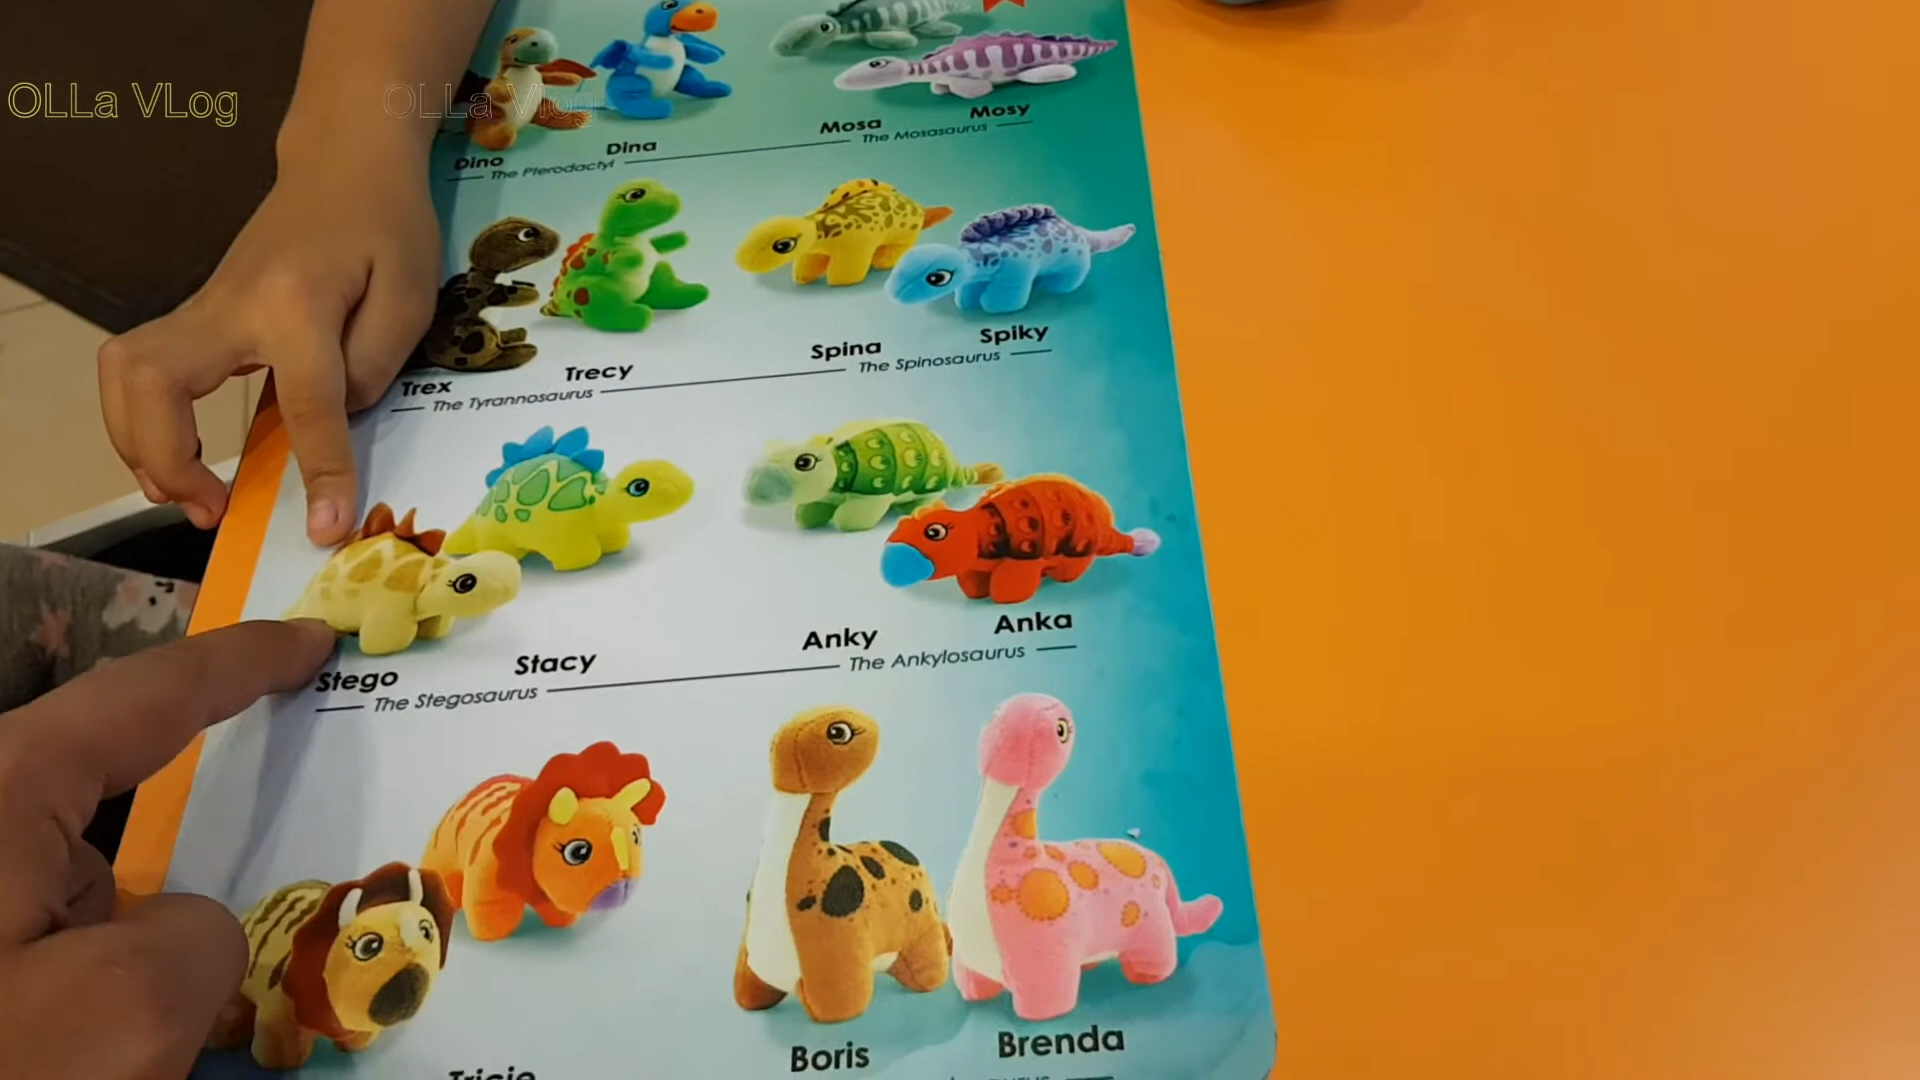 OLLa VLog
OLLa Vlog
Dino Dina
The Pterodactyl
Mosa Mosy
The Mosasaurus
Trex Trecy
The Tyrannosaurus
Spina Spiky
The Spinosaurus
Stego Stacy
The Stegosaurus
Anky Anka
The Ankylosaurus
Boris Brenda